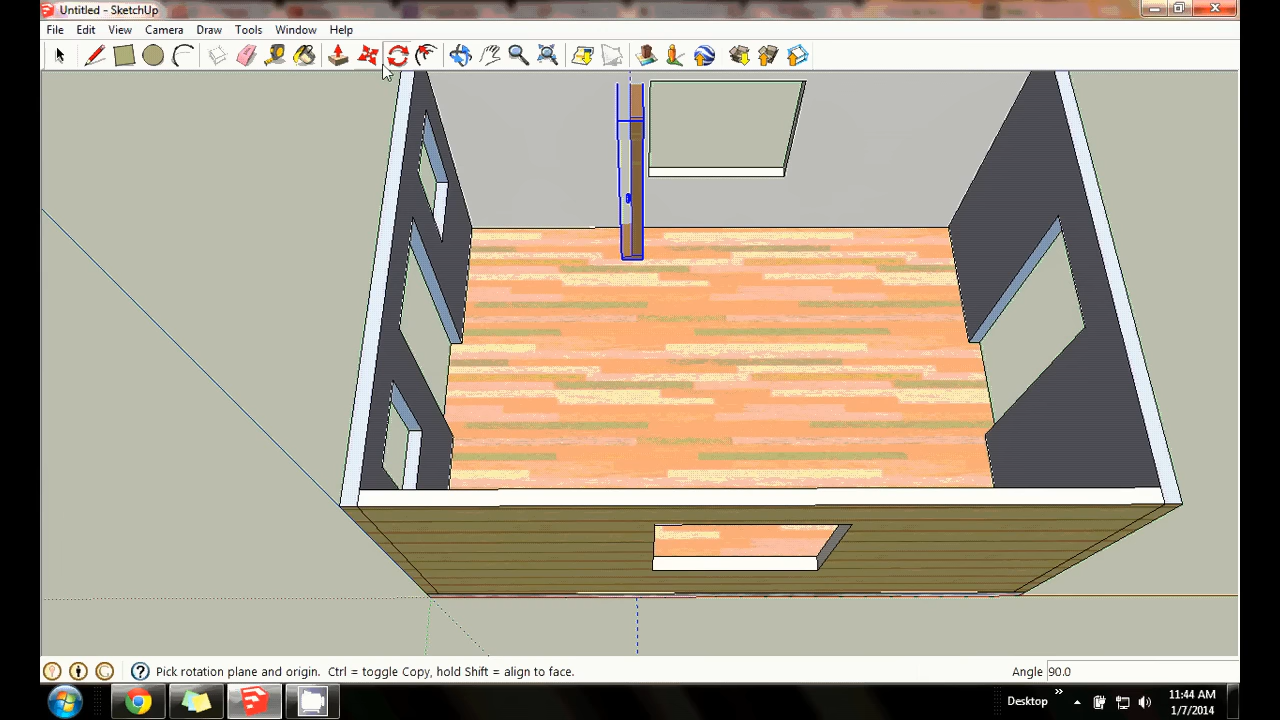 Untitled - SketchUp
File Edit View Camera Draw Tools Window Help
Pick rotation plane and origin. Ctrl = toggle Copy, hold Shift = align to face.
Angle 90.0
Desktop
11:44 AM
1/7/2014